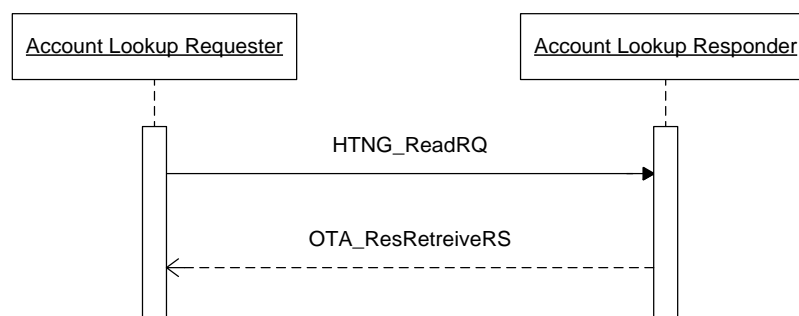 Account Lookup Requester
Account Lookup Responder
HTNG_ReadRQ
OTA_ResRetreiveRS